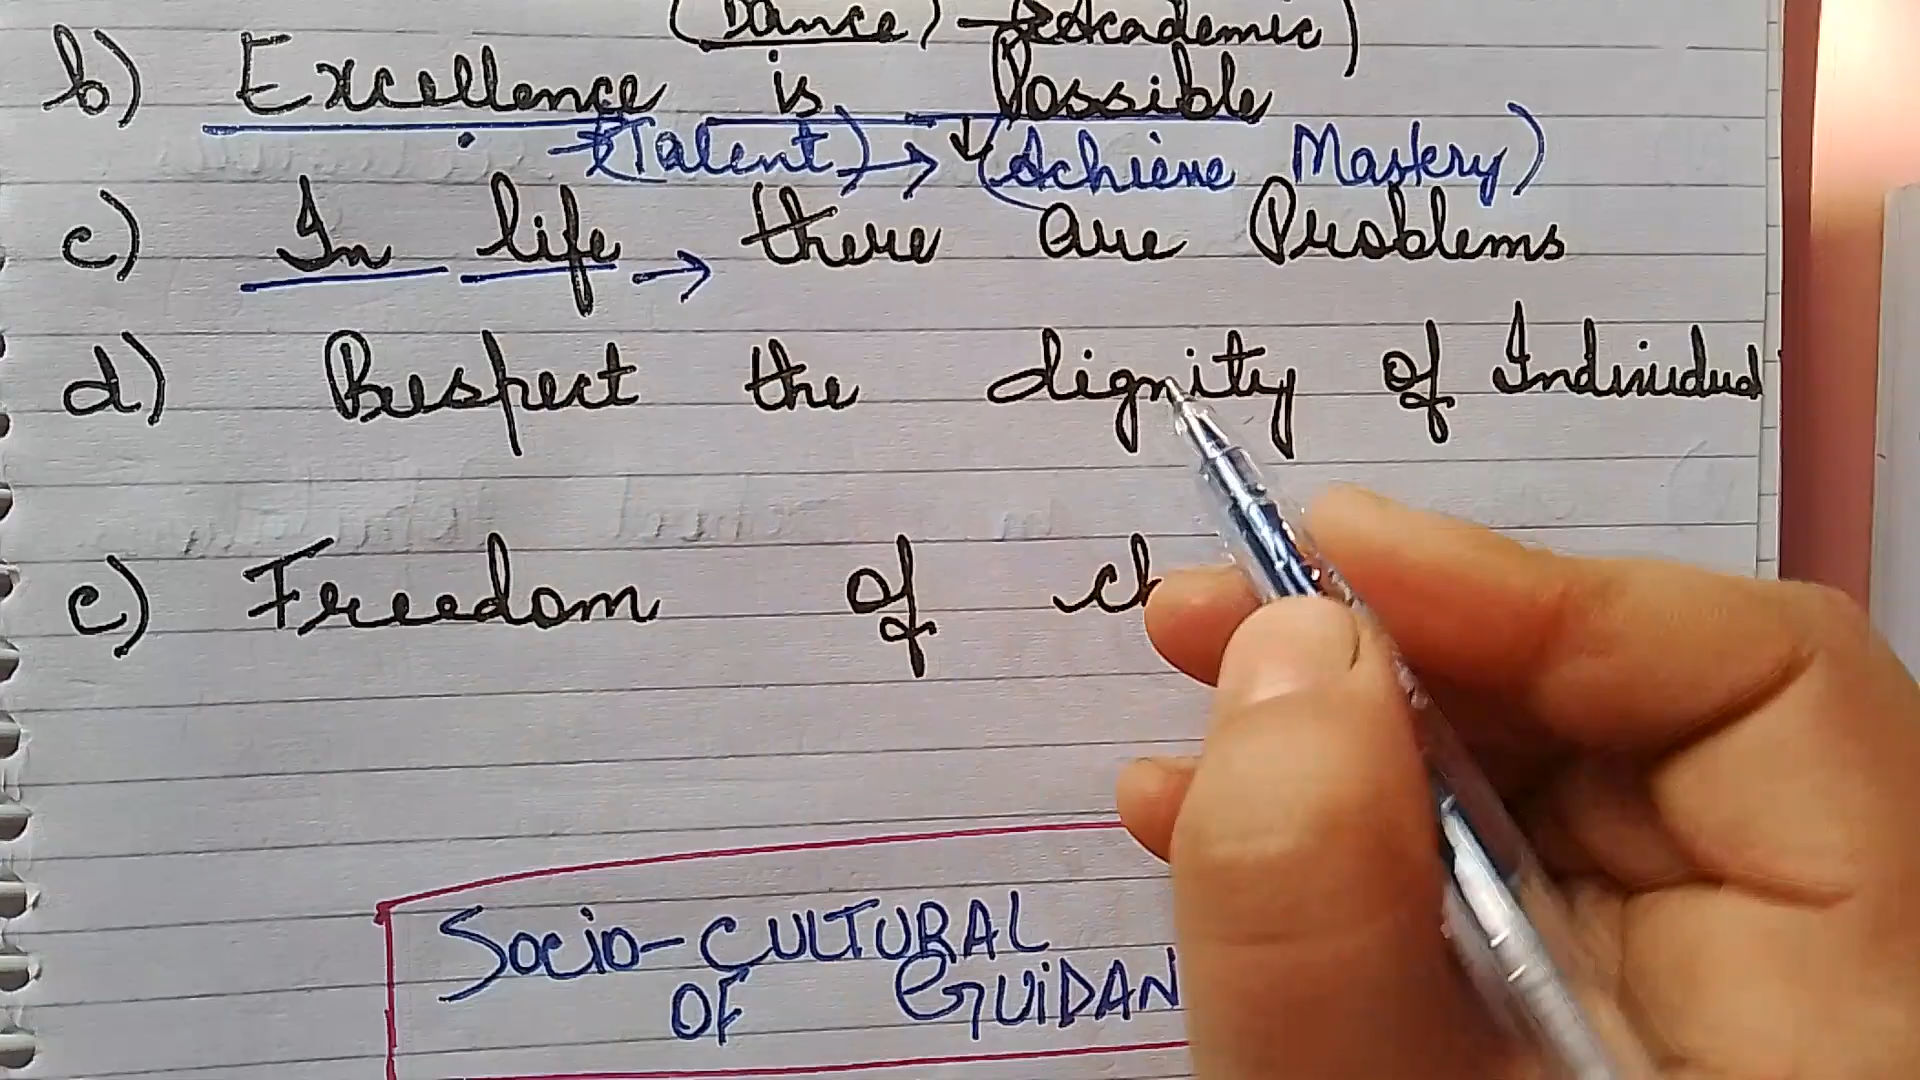 (Dance) → (Academic)
b) Excellence is Possible
→ (Talent) → (Achieve Mastery)
c) In life → there are Problems
d) Respect the dignity of Individual
e) Freedom of
SOCIO-CULTURAL
OF GUIDAN